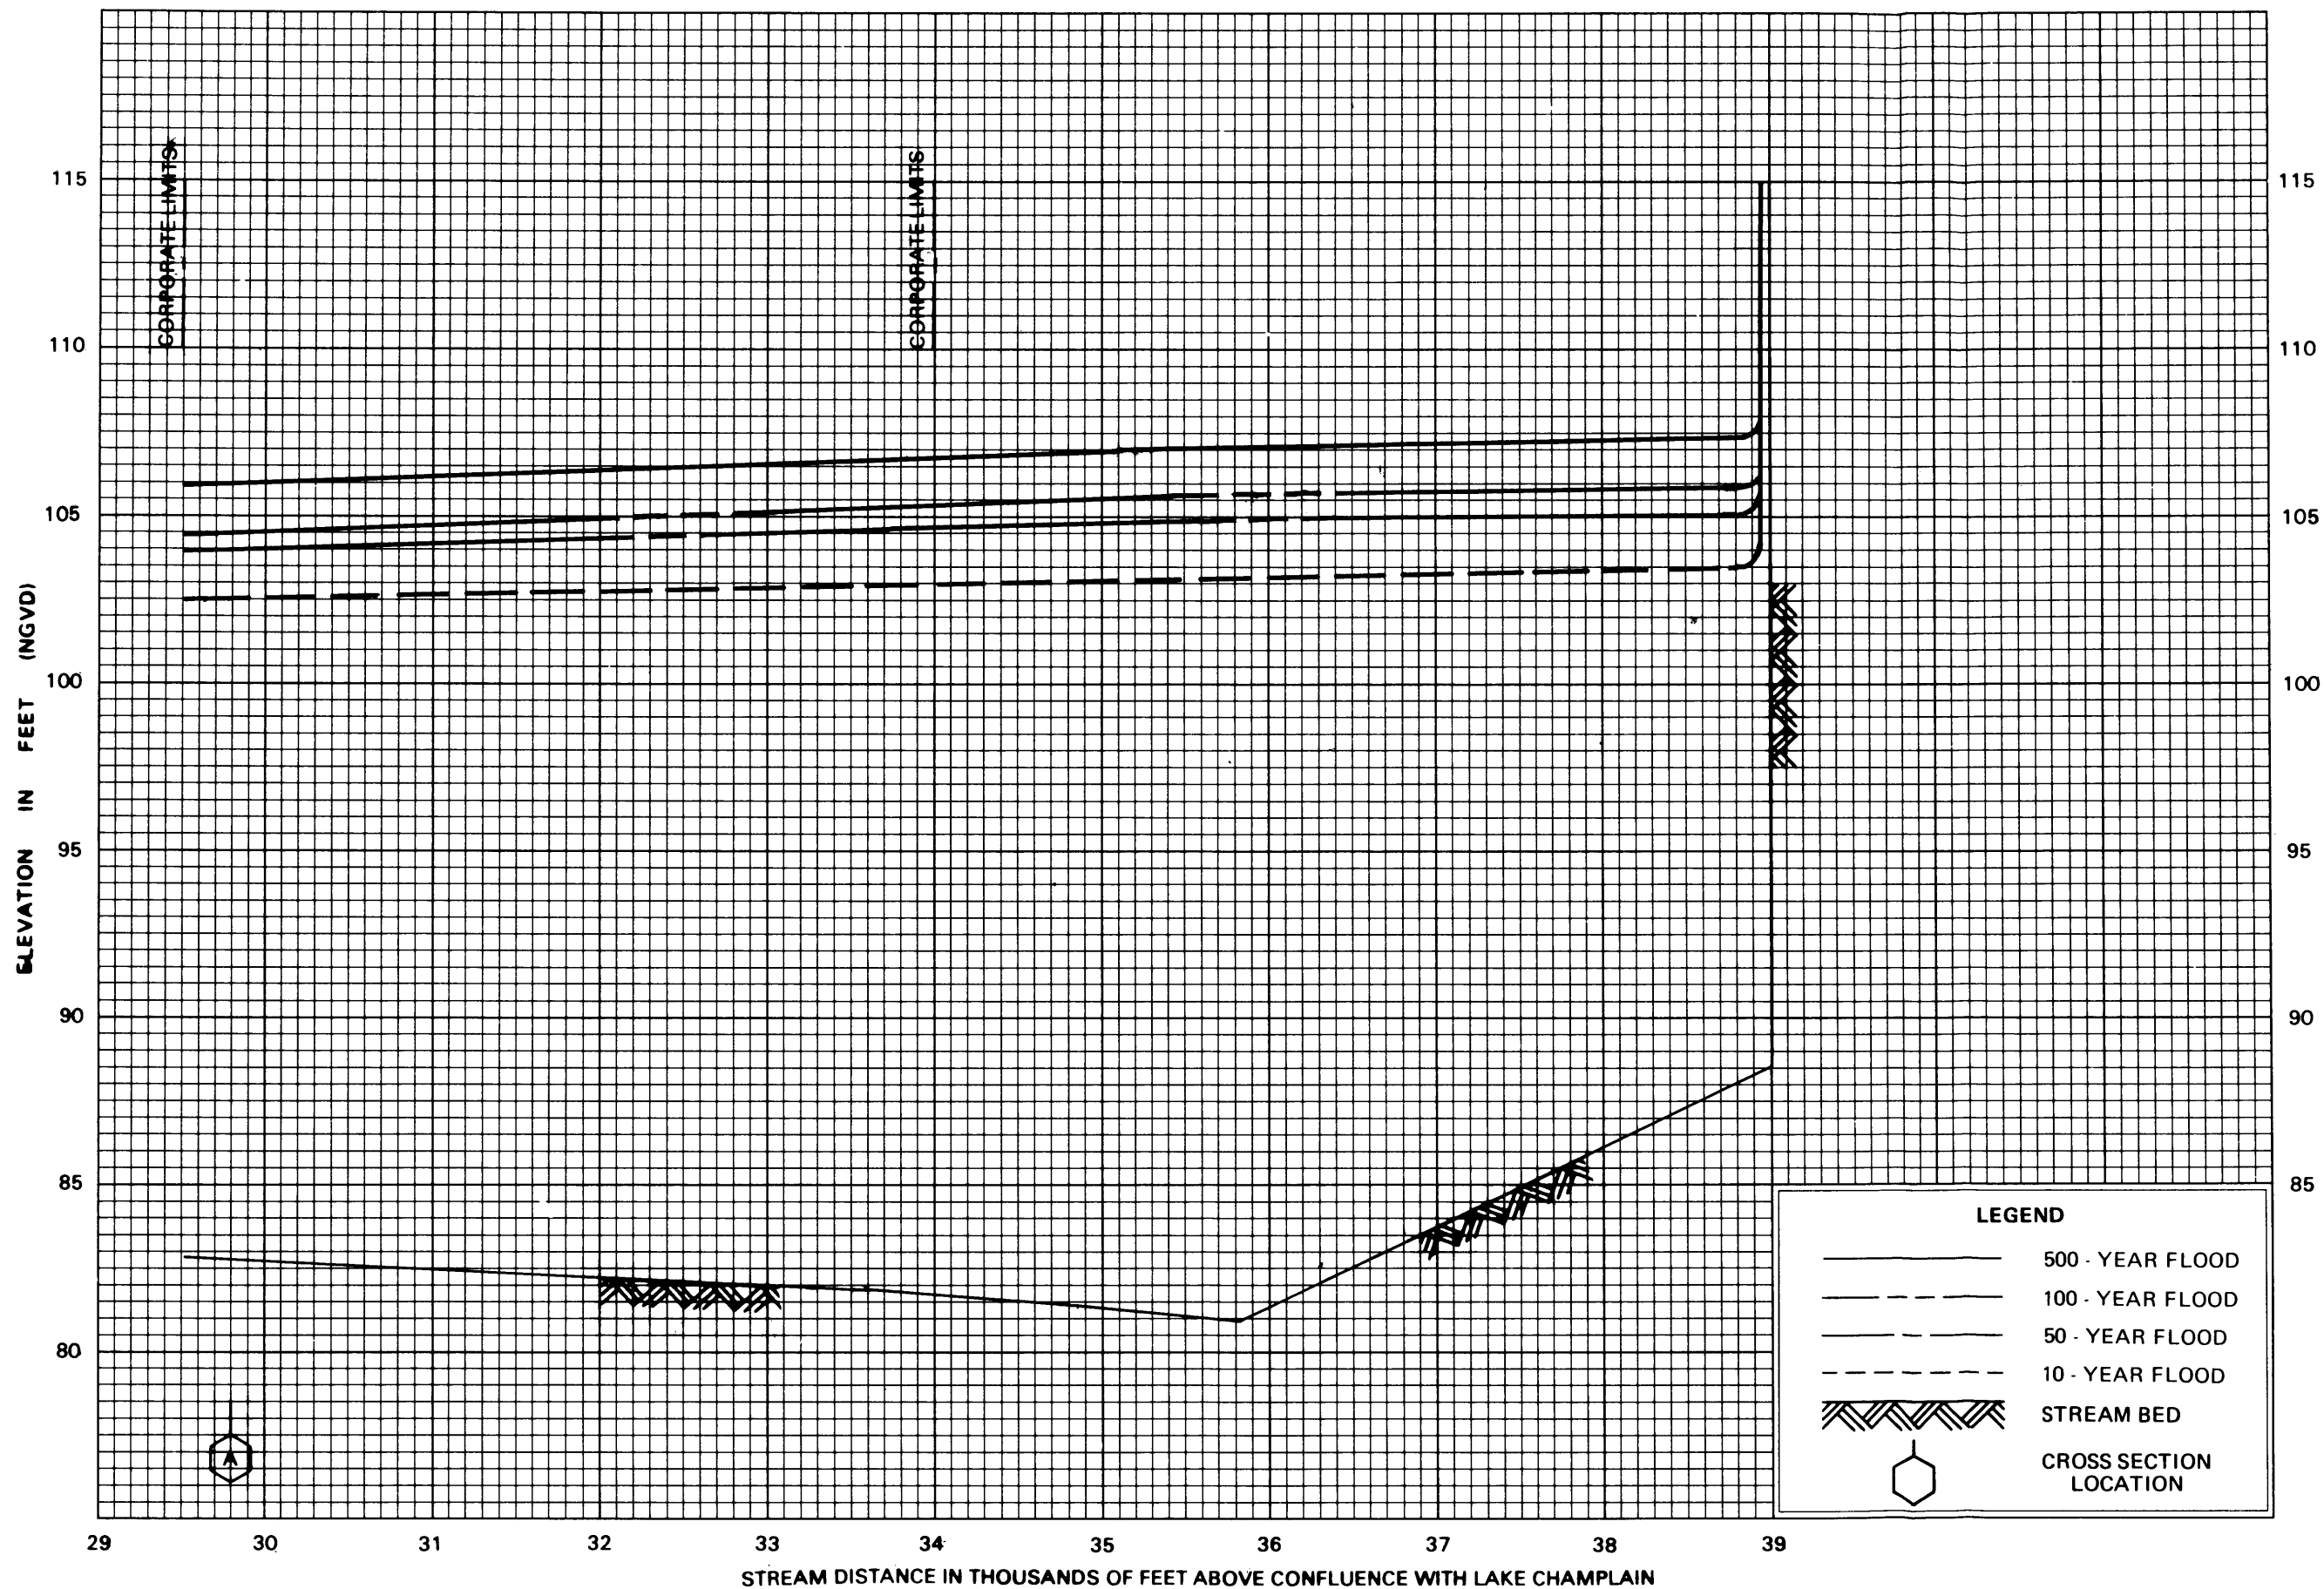 CORPORATE LIMITS
CORPORATE LIMITS
115
110
105
100
95
90
85
80
115
110
105
100
95
90
85
ELEVATION IN FEET (NGVD)
A
LEGEND
500 - YEAR FLOOD
100 - YEAR FLOOD
50 - YEAR FLOOD
10 - YEAR FLOOD
STREAM BED
CROSS SECTION
LOCATION
29 30 31 32 33 34 35 36 37 38 39
STREAM DISTANCE IN THOUSANDS OF FEET ABOVE CONFLUENCE WITH LAKE CHAMPLAIN